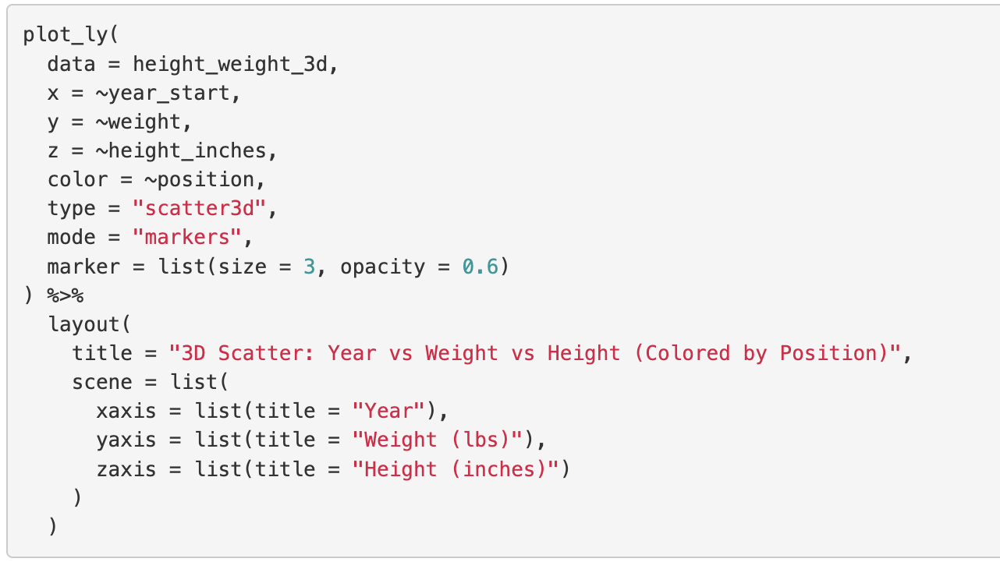 plot_ly(
  data = height_weight_3d,
  x = ~year_start,
  y = ~weight,
  z = ~height_inches,
  color = ~position,
  type = "scatter3d",
  mode = "markers",
  marker = list(size = 3, opacity = 0.6)
) %>%
  layout(
    title = "3D Scatter: Year vs Weight vs Height (Colored by Position)",
    scene = list(
      xaxis = list(title = "Year"),
      yaxis = list(title = "Weight (lbs)"),
      zaxis = list(title = "Height (inches)")
    )
  )